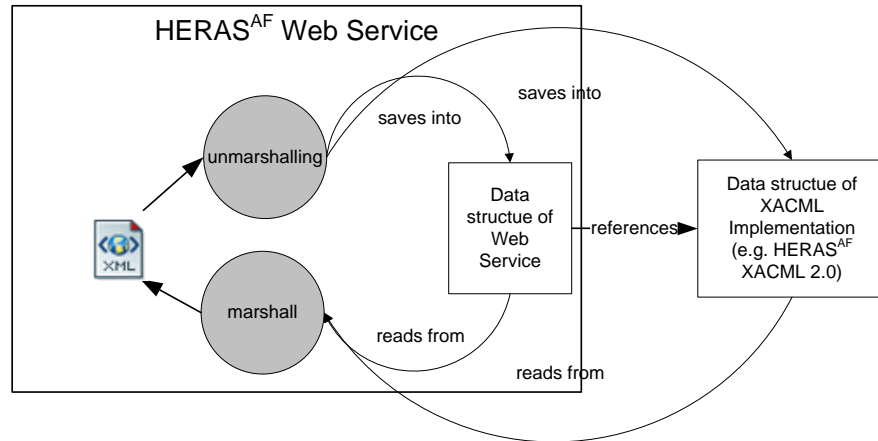 HERASAF Web Service
saves into
saves into
unmarshalling
Data
structue of
Web
Service
references
Data structue of
XACML
Implementation
(e.g. HERASAF
XACML 2.0)
XML
marshall
reads from
reads from